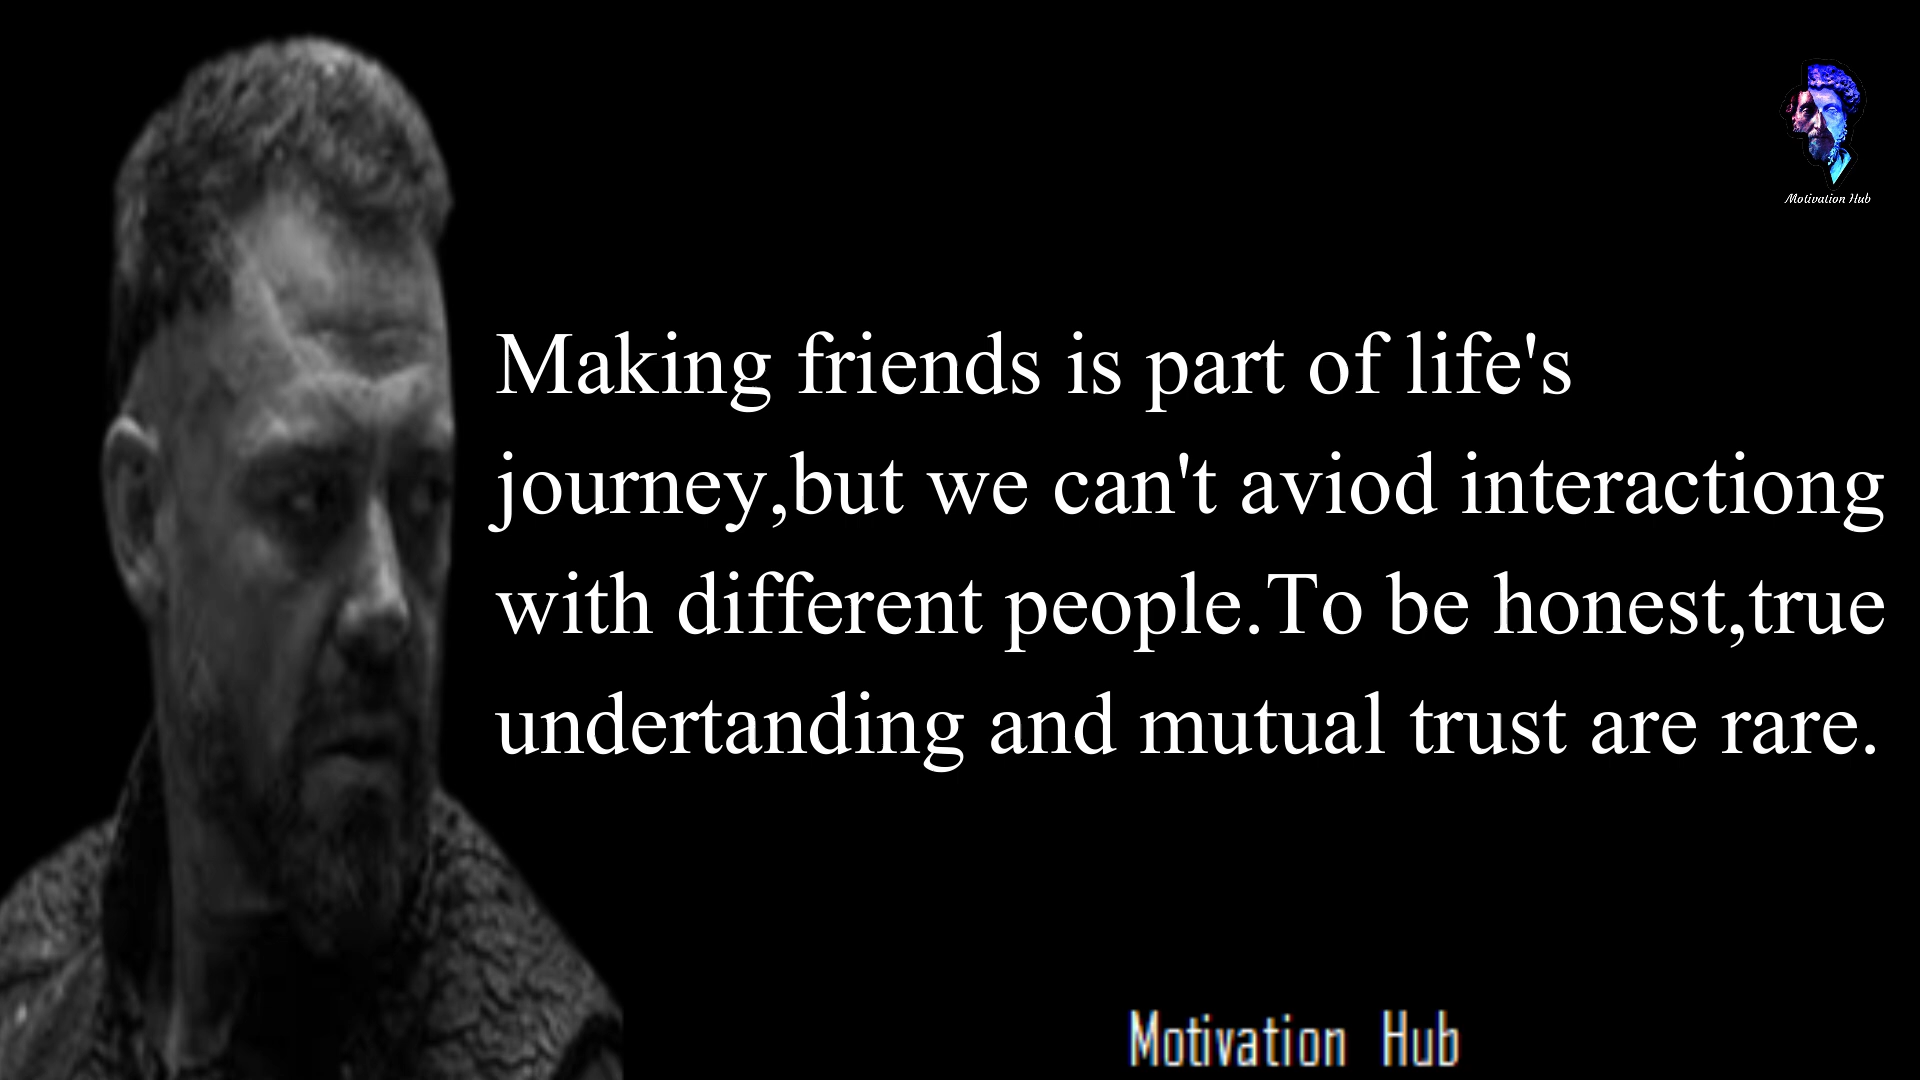 Motivation Hub
Making friends is part of life's
journey,but we can't aviod interactiong
with different people.To be honest,true
undertanding and mutual trust are rare.
Motivation Hub